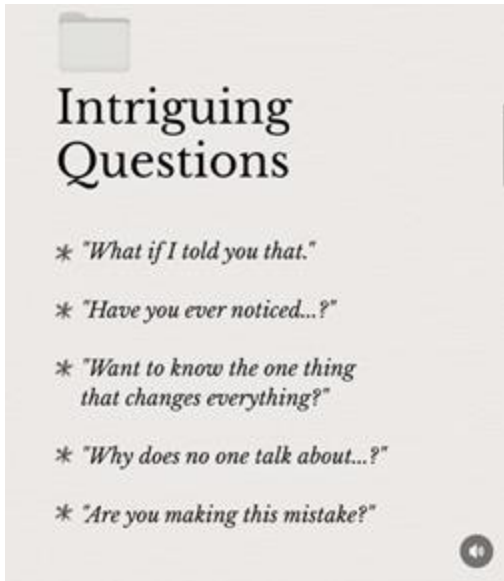 Intriguing
Questions
* "What if I told you that."
* "Have you ever noticed...?"
* "Want to know the one thing
that changes everything?"
* "Why does no one talk about...?"
* "Are you making this mistake?"